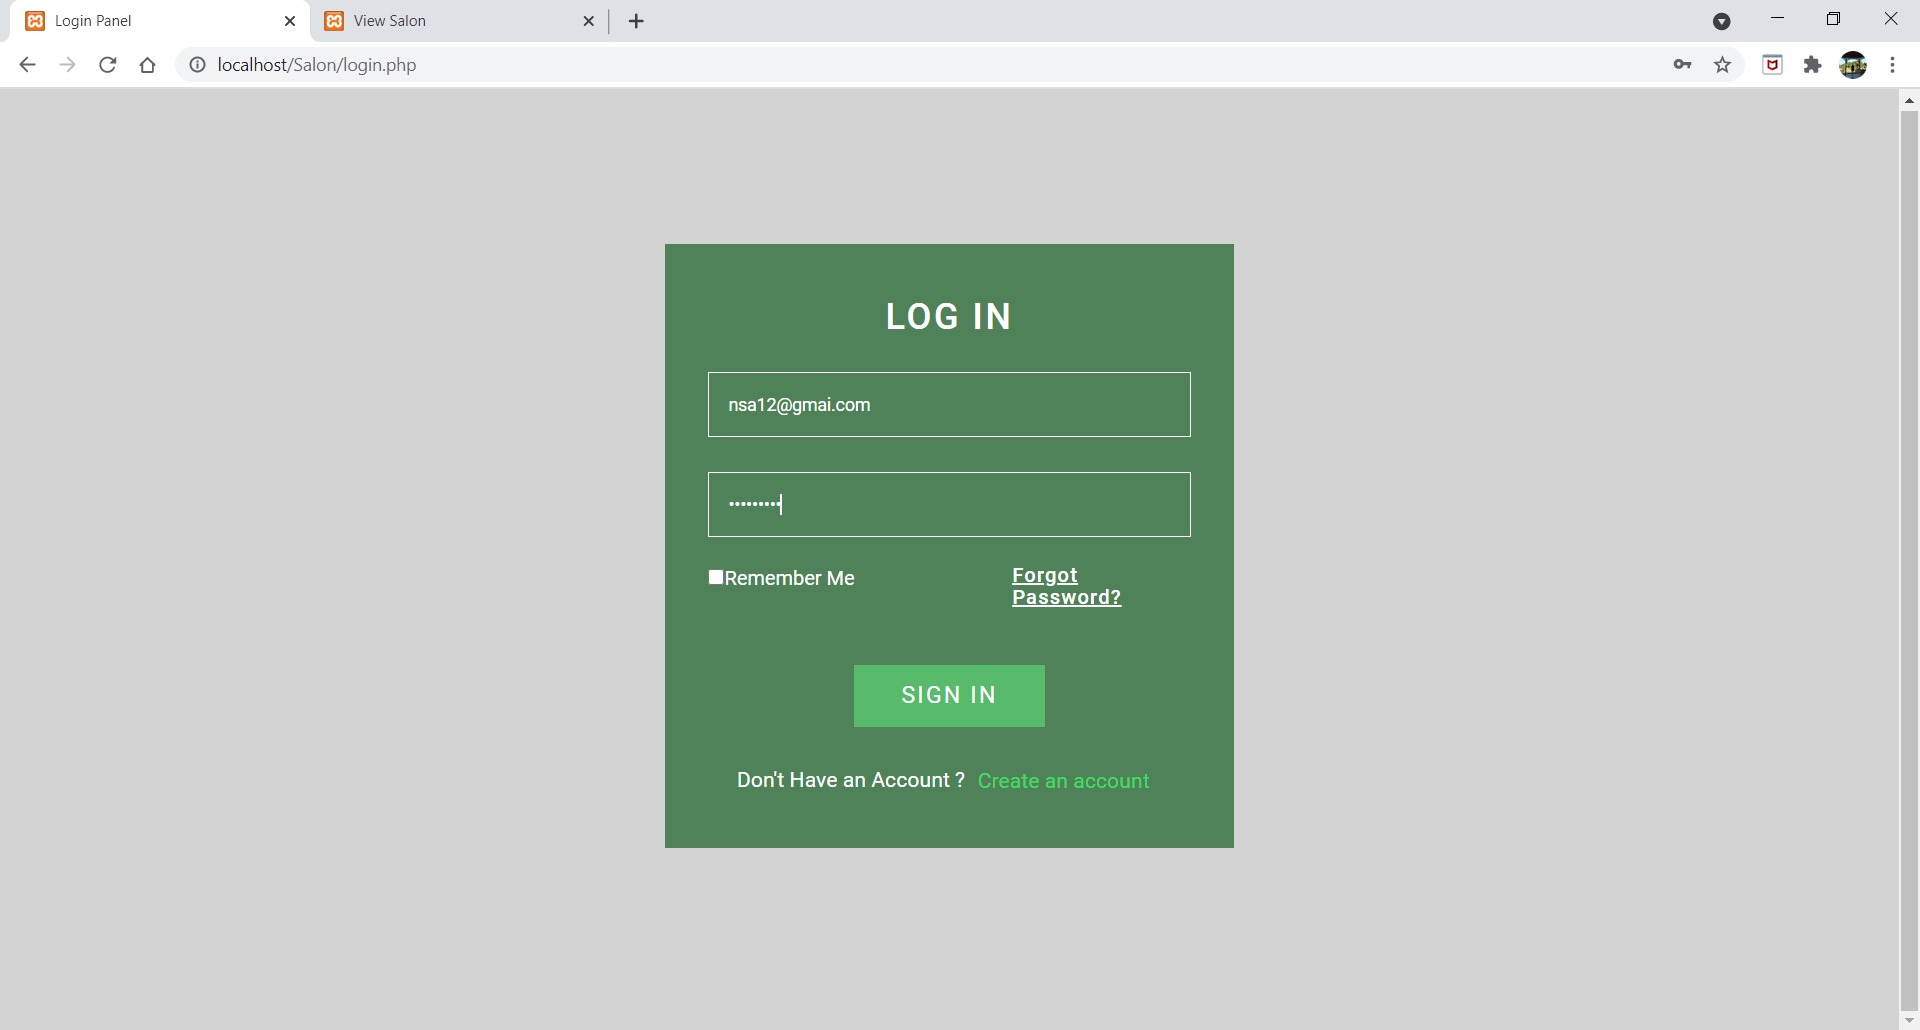 Login Panel
View Salon
localhost/Salon/login.php
LOG IN
nsa12@gmai.com
•••••••••
Remember Me
Forgot
Password?
SIGN IN
Don't Have an Account ? Create an account